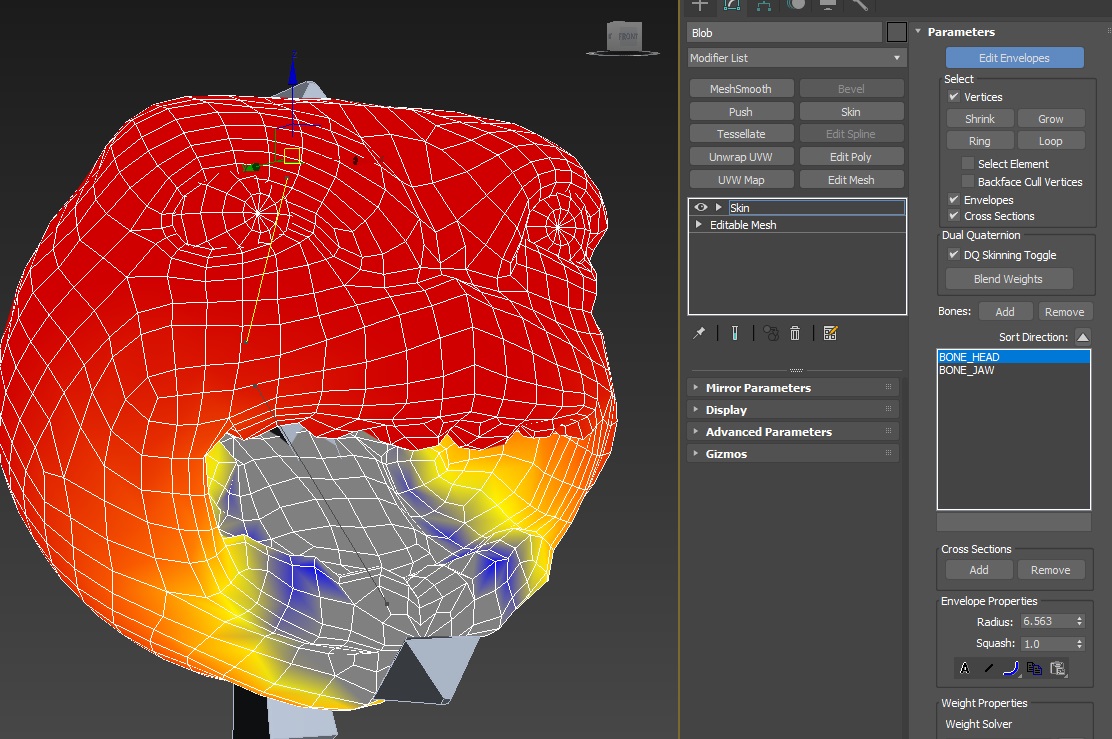 FRONT
Blob
Modifier List
MeshSmooth Bevel
Push Skin
Tessellate Edit Spline
Unwrap UVW Edit Poly
UVW Map Edit Mesh
Skin
Editable Mesh
Mirror Parameters
Display
Advanced Parameters
Gizmos
Parameters
Edit Envelopes
Select
Vertices
Shrink Grow
Ring Loop
Select Element
Backface Cull Vertices
Envelopes
Cross Sections
Dual Quaternion
DQ Skinning Toggle
Blend Weights
Bones: Add Remove
Sort Direction:
BONE_HEAD
BONE_JAW
Cross Sections
Add Remove
Envelope Properties
Radius: 6.563
Squash: 1.0
A
Weight Properties
Weight Solver